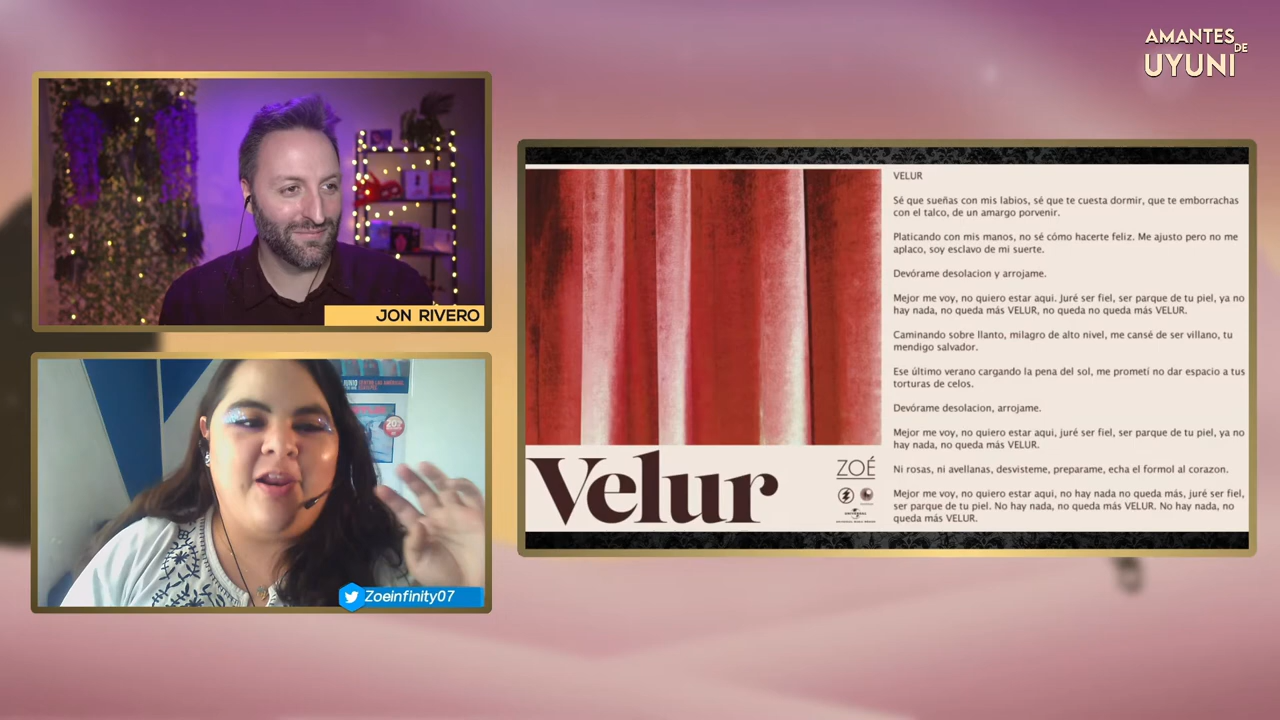 AMANTES
DE
UYUNI
JON RIVERO
Zoeinfinity07
Velur
ZOÉ
VELUR
Sé que sueñas con mis labios, sé que te cuesta dormir, que te emborrachas
con el talco, de un amargo porvenir.
Platicando con mis manos, no sé cómo hacerte feliz. Me ajusto pero no me
aplaco, soy esclavo de mi suerte.
Devórame desolacion y arrojame.
Mejor me voy, no quiero estar aqui. Juré ser fiel, ser parque de tu piel, ya no
hay nada, no queda más VELUR, no queda no queda más VELUR.
Caminando sobre llanto, milagro de alto nivel, me cansé de ser villano, tu
mendigo salvador.
Ese último verano cargando la pena del sol, me prometí no dar espacio a tus
torturas de celos.
Devórame desolacion, arrojame.
Mejor me voy, no quiero estar aqui, juré ser fiel, ser parque de tu piel, ya no
hay nada, no queda más VELUR.
Ni rosas, ni avellanas, desvisteme, preparame, echa el formol al corazon.
Mejor me voy, no quiero estar aqui, no hay nada no queda más, juré ser fiel,
ser parque de tu piel. No hay nada, no queda más VELUR. No hay nada, no
queda más VELUR.